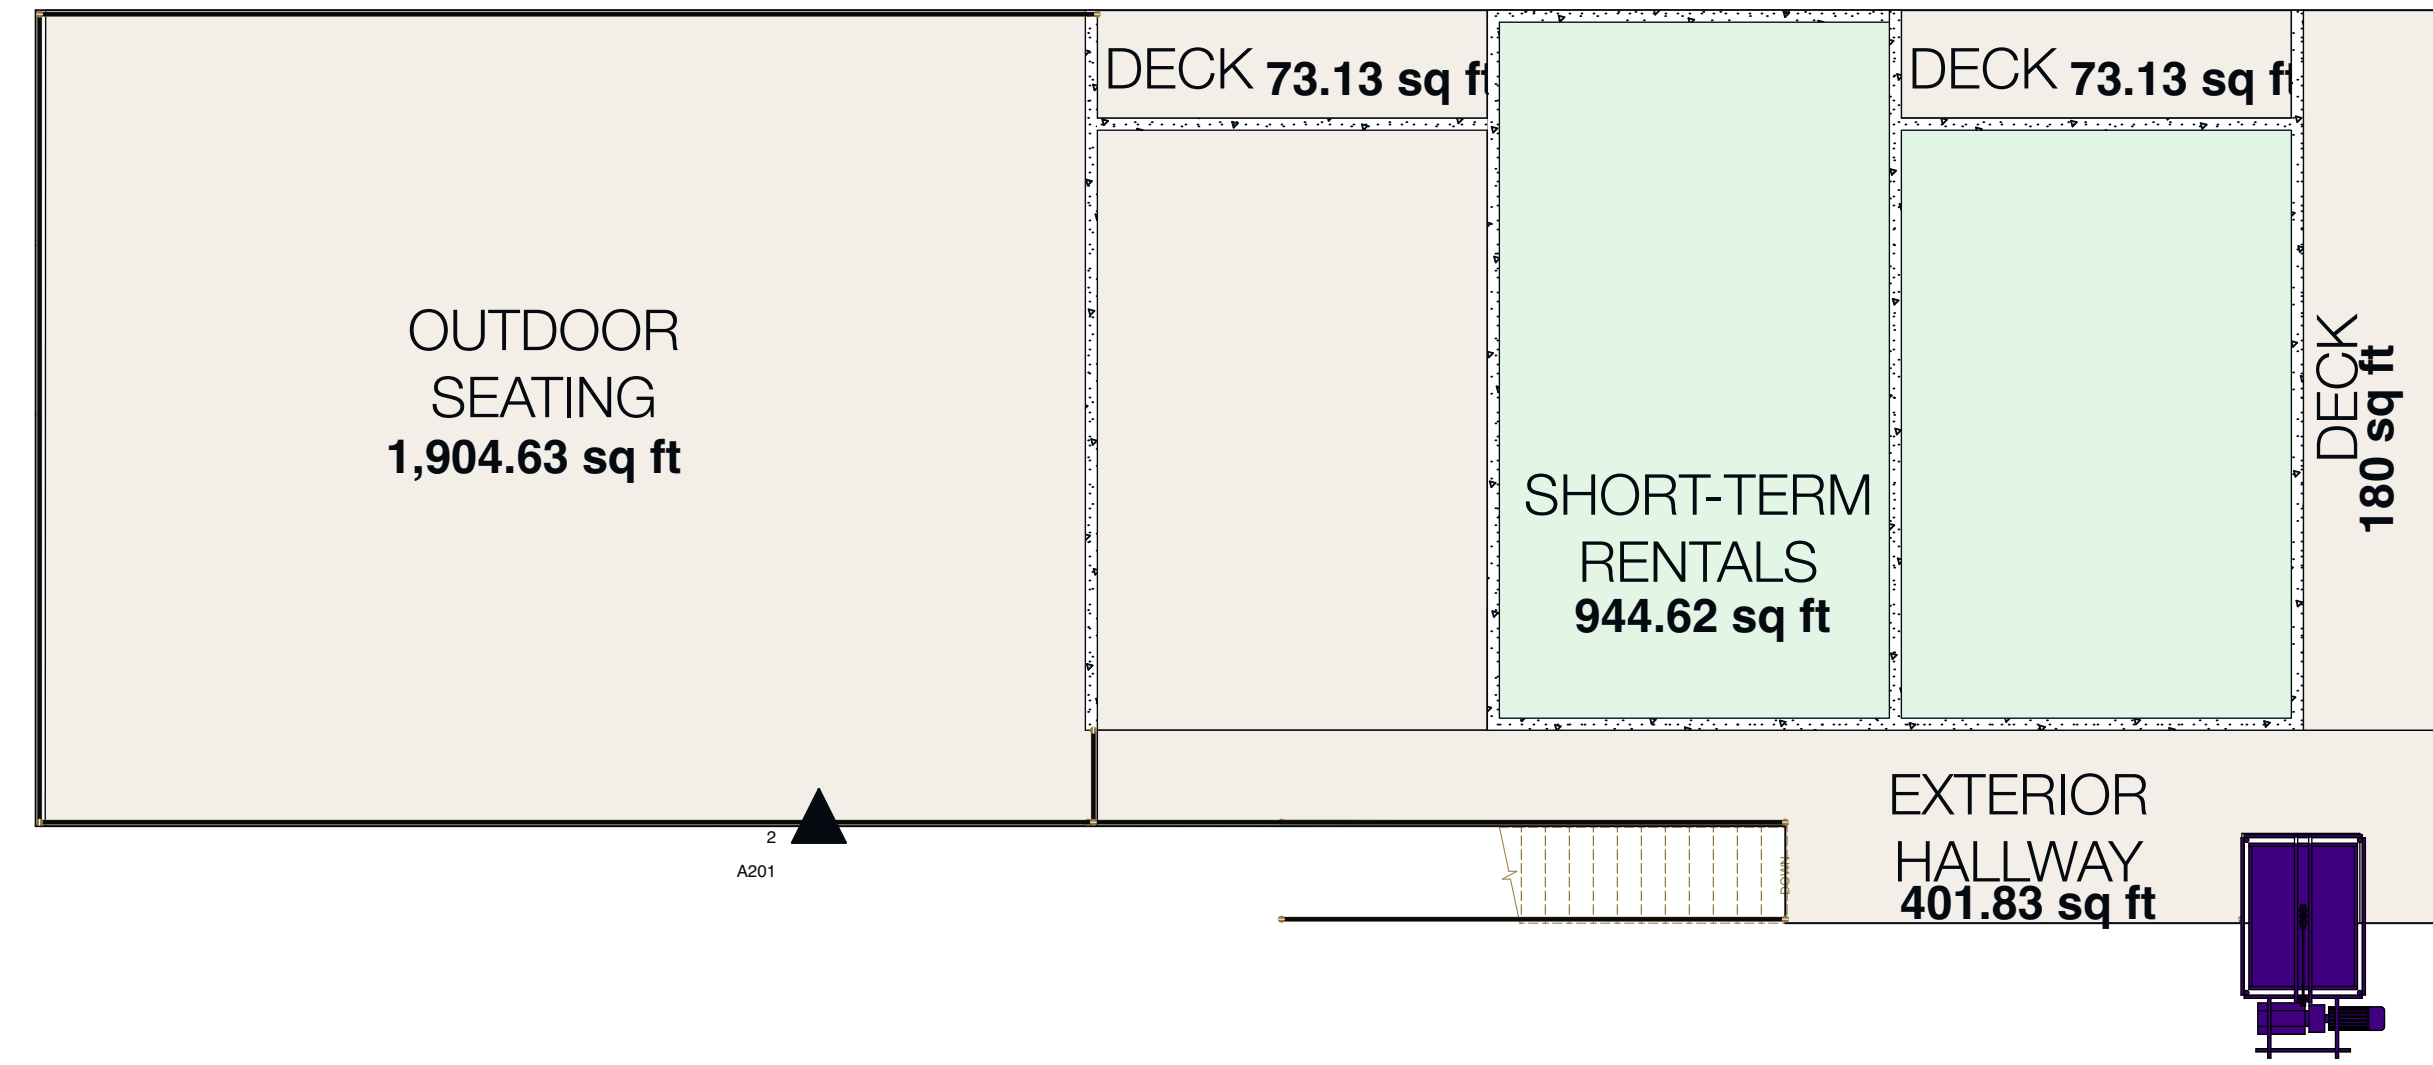 DECK 73.13 sq ft
DECK 73.13 sq ft
OUTDOOR
SEATING
1,904.63 sq ft
SHORT-TERM
RENTALS
944.62 sq ft
DECK
180 sq ft
EXTERIOR
HALLWAY
401.83 sq ft
DOWN
2
A201